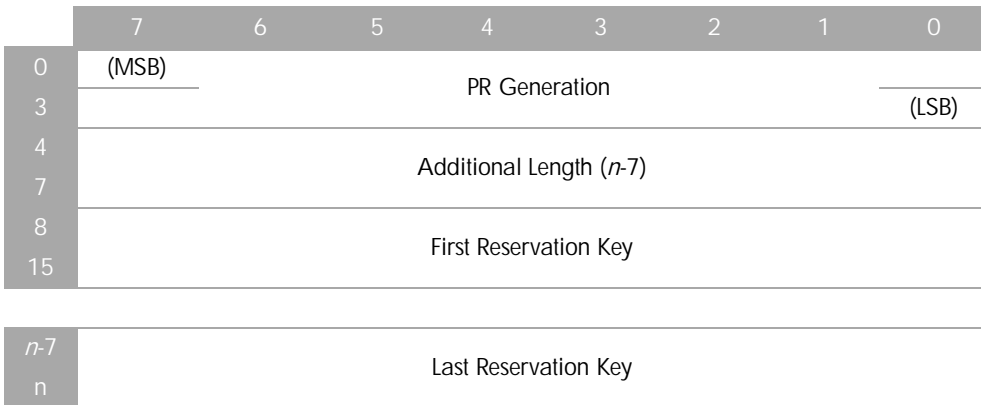 7 6 5 4 3 2 1 0
0 (MSB)
PR Generation
3 (LSB)
4
Additional Length (n-7)
7
8
First Reservation Key
15
n-7
Last Reservation Key
n